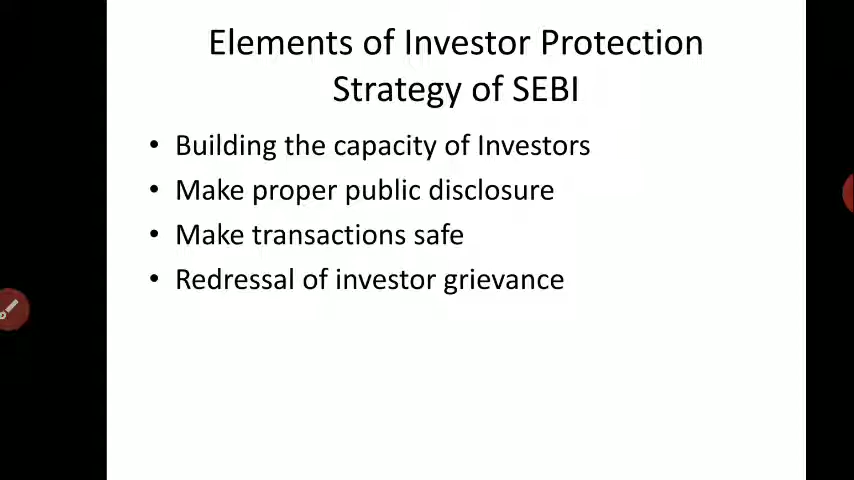 Elements of Investor Protection
Strategy of SEBI
• Building the capacity of Investors
• Make proper public disclosure
• Make transactions safe
• Redressal of investor grievance